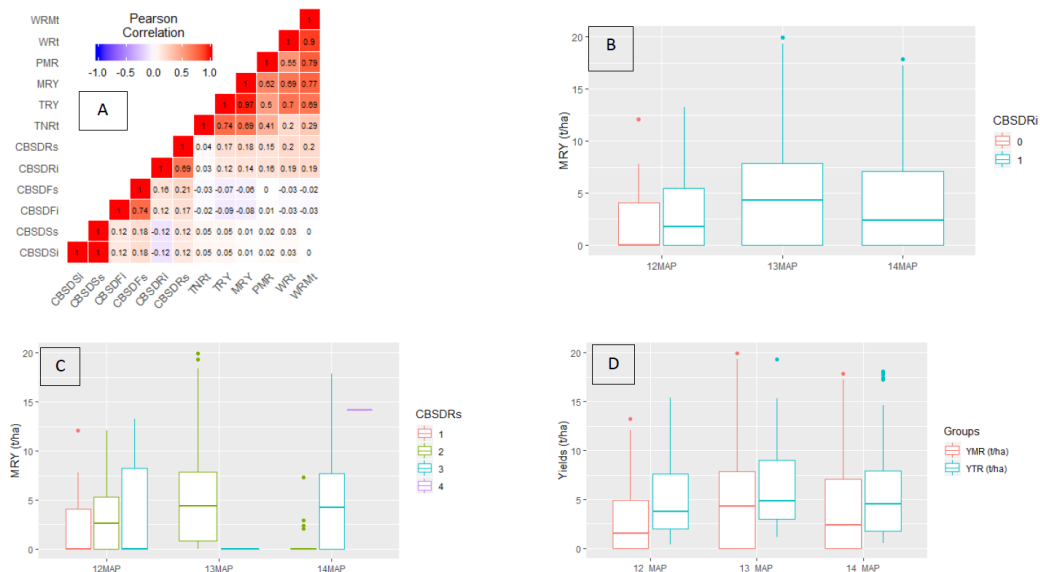 Pearson
Correlation
-1.0 -0.5 0.0 0.5 1.0
A
WRMt 1
WRt 1 0.9
PMR 1 0.55 0.79
MRY 1 0.62 0.69 0.77
TRY 1 0.97 0.5 0.7 0.69
TNRt 1 0.74 0.69 0.41 0.2 0.29
CBSDRs 1 0.04 0.17 0.18 0.15 0.2 0.2
CBSDRi 1 0.69 0.03 0.12 0.14 0.16 0.19 0.19
CBSDFs 1 0.16 0.21 -0.03 -0.07 -0.06 0 -0.03 -0.02
CBSDFi 1 0.74 0.12 0.17 -0.02 -0.09 -0.08 0.01 -0.03 -0.03
CBSDSs 1 0.12 0.18 -0.12 0.12 0.05 0.05 0.01 0.02 0.03 0
CBSDSi 1 1 0.12 0.18 -0.12 0.12 0.05 0.05 0.01 0.02 0.03 0
CBSDSi CBSDSs CBSDFi CBSDFs CBSDRi CBSDRs TNRt TRY MRY PMR WRt WRMt
B
MRY (t/ha)
20
15
10
5
0
12MAP 13MAP 14MAP
CBSDRi
0
1
C
MRY (t/ha)
20
15
10
5
0
12MAP 13MAP 14MAP
CBSDRs
1
2
3
4
D
Yields (t/ha)
20
15
10
5
0
12_MAP 13_MAP 14_MAP
Groups
YMR (t/ha)
YTR (t/ha)